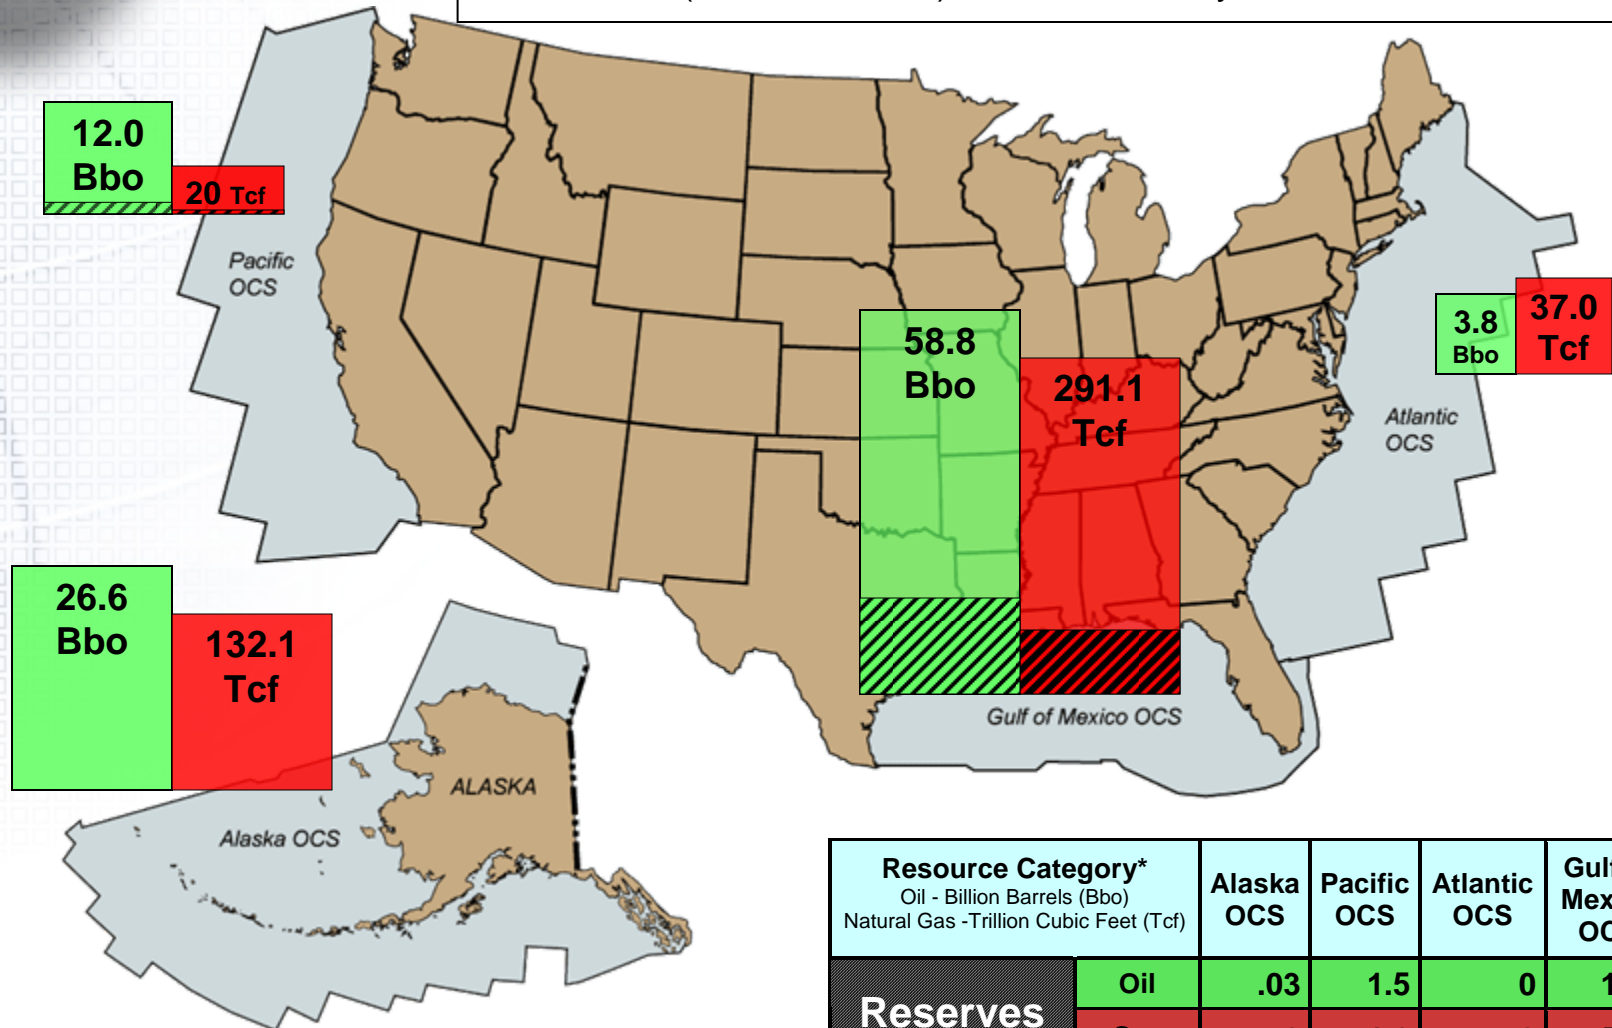 12.0
Bbo
20 Tcf
Pacific
OCS
58.8
Bbo
291.1
Tcf
3.8
Bbo
37.0
Tcf
Atlantic
OCS
26.6
Bbo
132.1
Tcf
Gulf of Mexico OCS
ALASKA
Alaska OCS
Resource Category*
Oil - Billion Barrels (Bbo)
Natural Gas -Trillion Cubic Feet (Tcf)
Alaska
OCS
Pacific
OCS
Atlantic
OCS
Reserves
Oil
.03
1.5
0